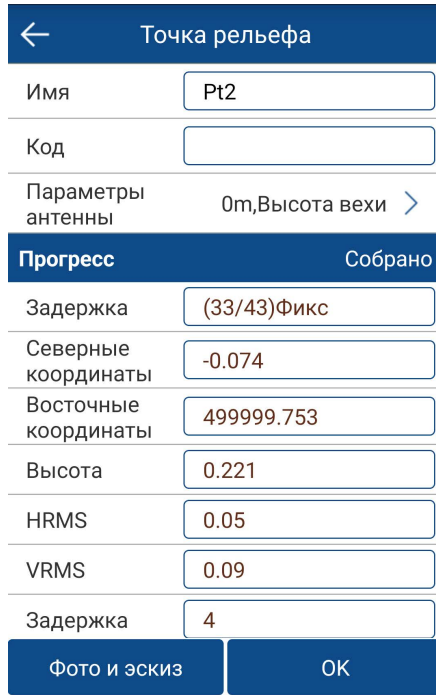 Точка рельефа
Имя Pt2
Код
Параметры
антенны 0m,Высота вехи
Прогресс Собрано
Задержка (33/43)Фикс
Северные
координаты -0.074
Восточные
координаты 499999.753
Высота 0.221
HRMS 0.05
VRMS 0.09
Задержка 4
Фото и эскиз OK